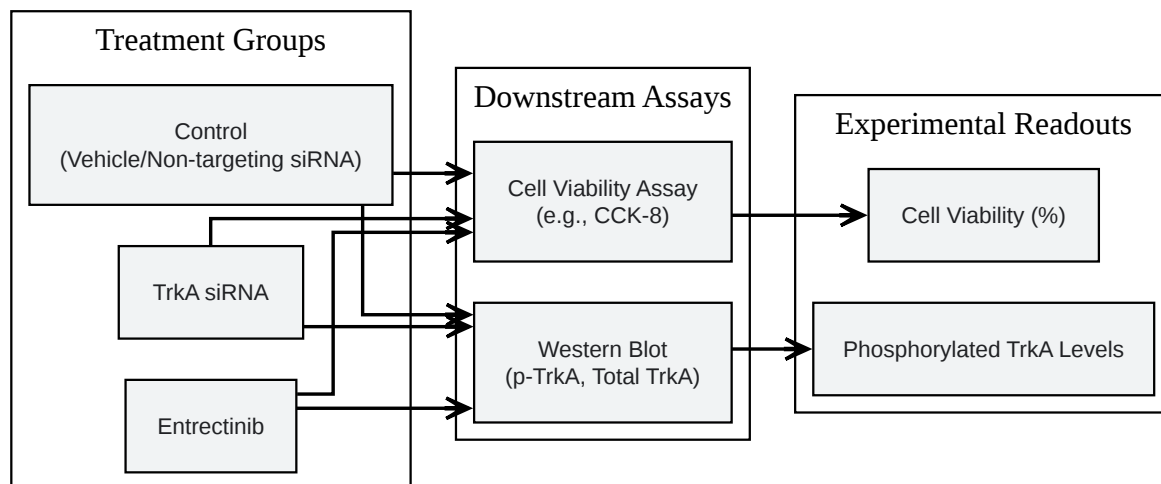 Treatment Groups
Control
(Vehicle/Non-targeting siRNA)
TrkA siRNA
Entrectinib
Downstream Assays
Cell Viability Assay
(e.g., CCK-8)
Western Blot
(p-TrkA, Total TrkA)
Experimental Readouts
Cell Viability (%)
Phosphorylated TrkA Levels